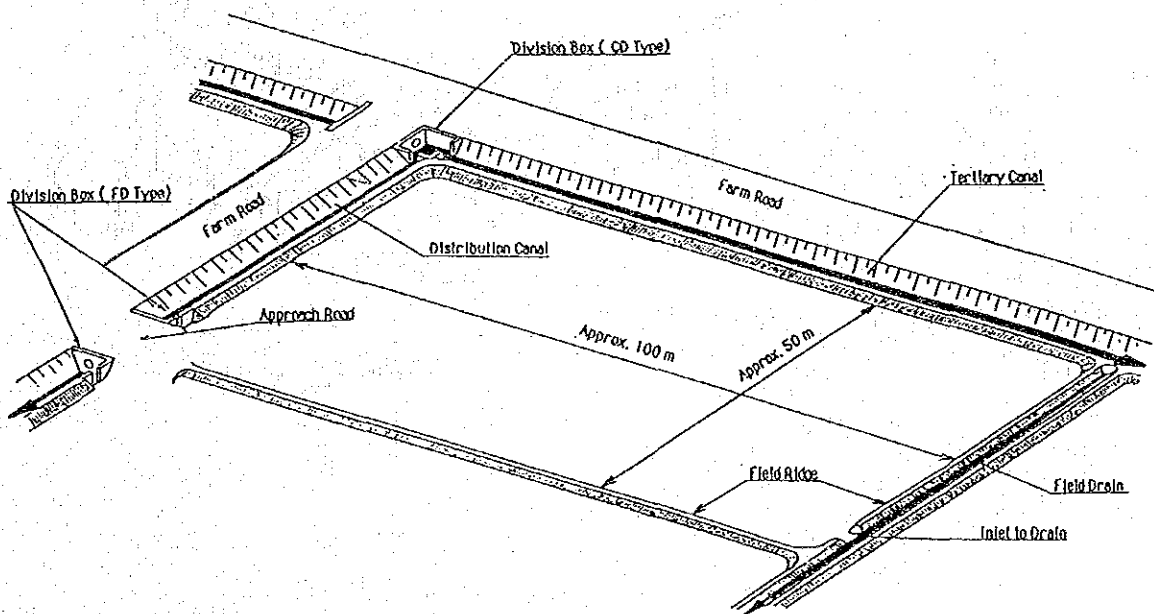 Division Box ( CD Type)
Farm Road
Tertiary Canal
Division Box ( FD Type)
Farm Road
Distribution Canal
Approach Road
Approx. 100 m
Approx. 50 m
Field Ridge
Field Drain
Inlet to Drain